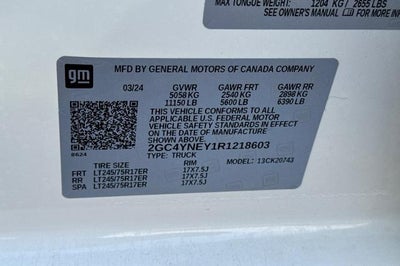 MAX TONGUE WEIGHT: 1204 KG / 2655 LBS
SEE OWNER'S MANUAL FOR MORE INFO
gm
MFD BY GENERAL MOTORS OF CANADA COMPANY
03/24 GVWR GAWR FRT GAWR RR
5058 KG 2540 KG 2898 KG
11150 LB 5600 LB 6390 LB
THIS VEHICLE CONFORMS TO ALL
APPLICABLE U.S. FEDERAL MOTOR
VEHICLE SAFETY STANDARDS IN EFFECT
ON THE DATE OF MANUFACTURE
SHOWN ABOVE
8624
2GC4YNEY1R1218603
TYPE: TRUCK 13CK20743
TIRE SIZE RIM
FRT LT245/75R17ER 17X7.5J
RR LT245/75R17ER 17X7.5J
SPA LT245/75R17ER 17X7.5J